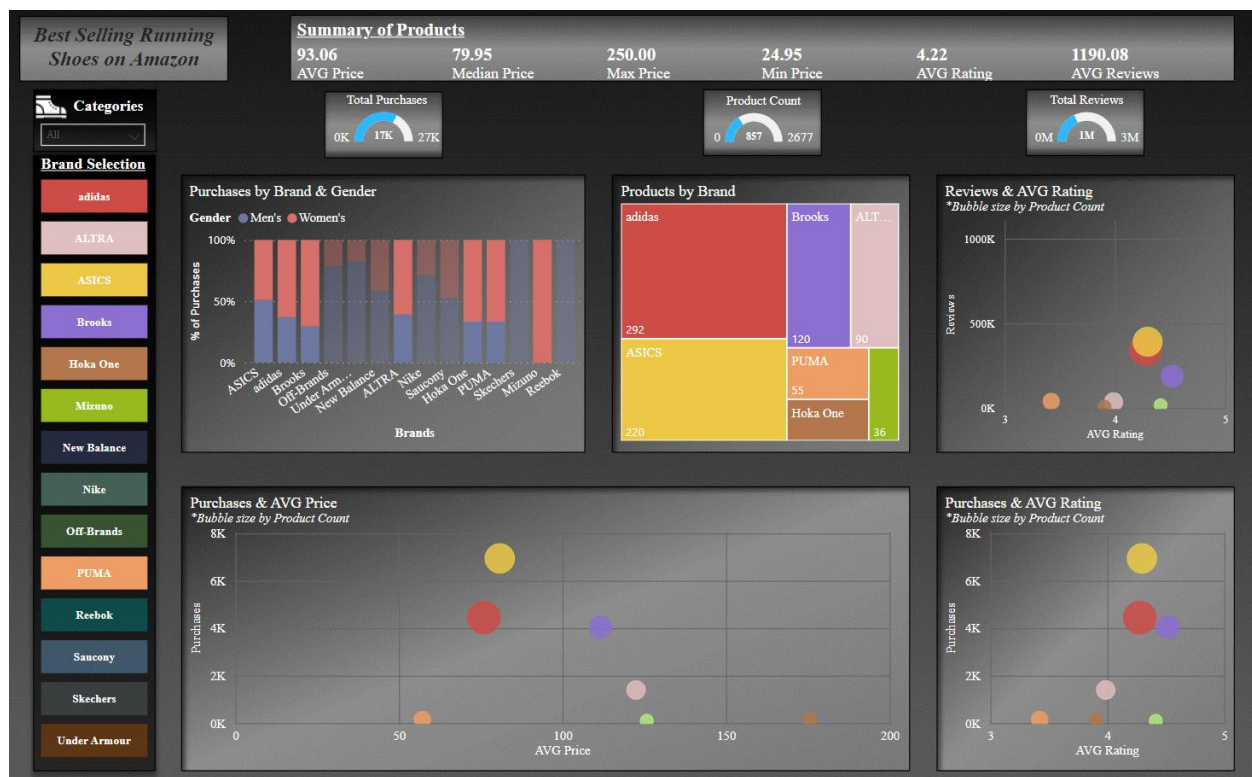 Best Selling Running
Shoes on Amazon
Summary of Products
93.06
AVG Price
79.95
Median Price
250.00
Max Price
24.95
Min Price
4.22
AVG Rating
1190.08
AVG Reviews
Categories
All
Total Purchases
0K 17K 27K
Product Count
0 857 2677
Total Reviews
0M 1M 3M
Brand Selection
adidas
ALTRA
ASICS
Brooks
Hoka One
Mizuno
New Balance
Nike
Off-Brands
PUMA
Reebok
Saucony
Skechers
Under Armour
Purchases by Brand & Gender
Gender Men's Women's
100%
50%
0%
% of Purchases
ASICS
adidas
Brooks
Off-Brands
Under Arm...
New Balance
ALTRA
Nike
Saucony
Hoka One
PUMA
Skechers
Mizuno
Reebok
Brands
Products by Brand
adidas
292
ASICS
220
Brooks
120
ALT...
90
PUMA
55
Hoka One
36
Reviews & AVG Rating
*Bubble size by Product Count
1000K
500K
0K
Reviews
3 4 5
AVG Rating
Purchases & AVG Price
*Bubble size by Product Count
8K
6K
4K
2K
0K
Purchases
0 50 100 150 200
AVG Price
Purchases & AVG Rating
*Bubble size by Product Count
8K
6K
4K
2K
0K
Purchases
3 4 5
AVG Rating